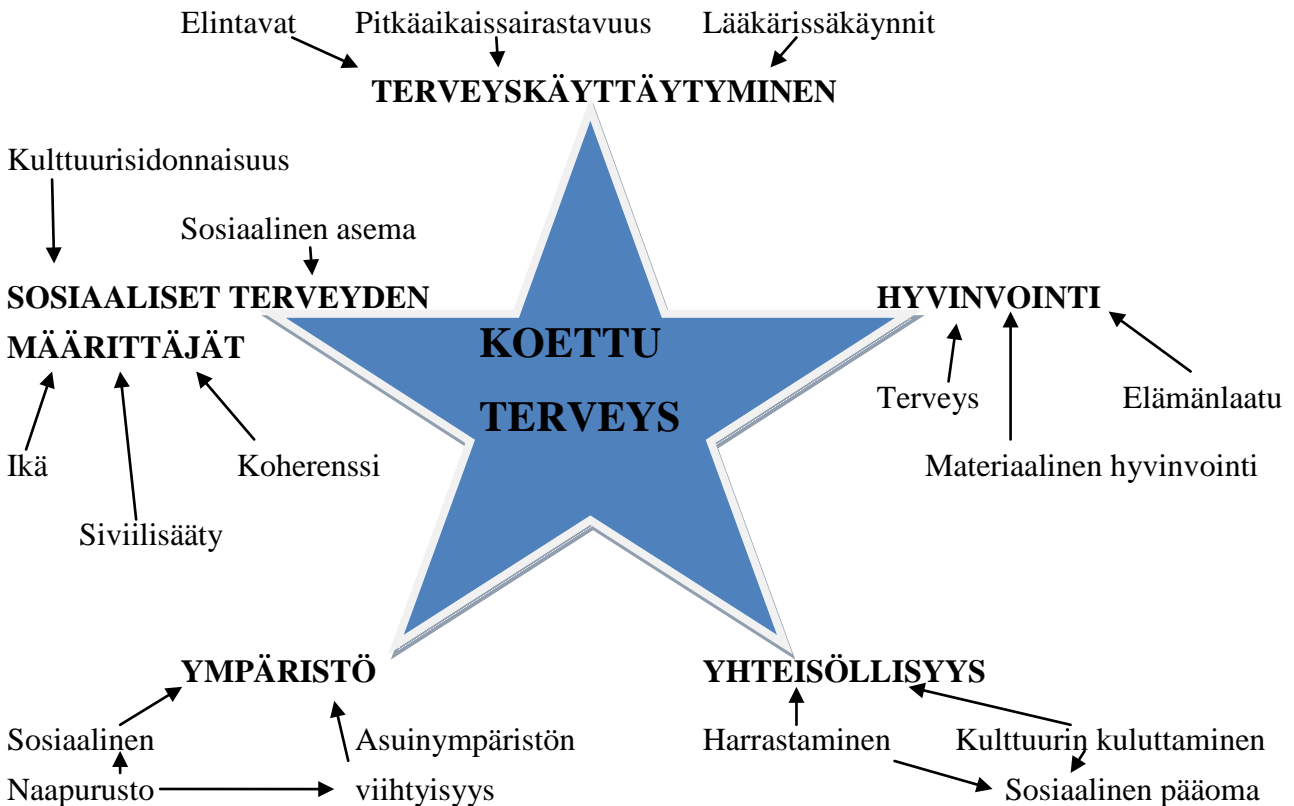 Elintavat Pitkäaikaissairastavuus Lääkärissäkäynnit
TERVEYSKÄYTTÄYTYMINEN
Kulttuurisidonnaisuus
Sosiaalinen asema
SOSIAALISET TERVEYDEN
MÄÄRITTÄJÄT
HYVINVOINTI
KOETTU
TERVEYS
Terveys Elämänlaatu
Ikä Koherenssi
Materiaalinen hyvinvointi
Siviilisääty
YMPÄRISTÖ YHTEISÖLLISYYS
Sosiaalinen Asuinympäristön Harrastaminen Kulttuurin kuluttaminen
Naapurusto viihtyisyys Sosiaalinen pääoma